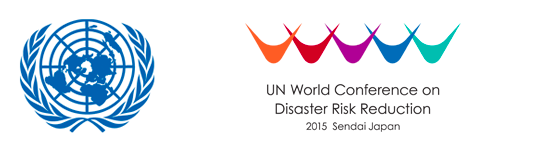 UN World Conference on
Disaster Risk Reduction
2015 Sendai Japan